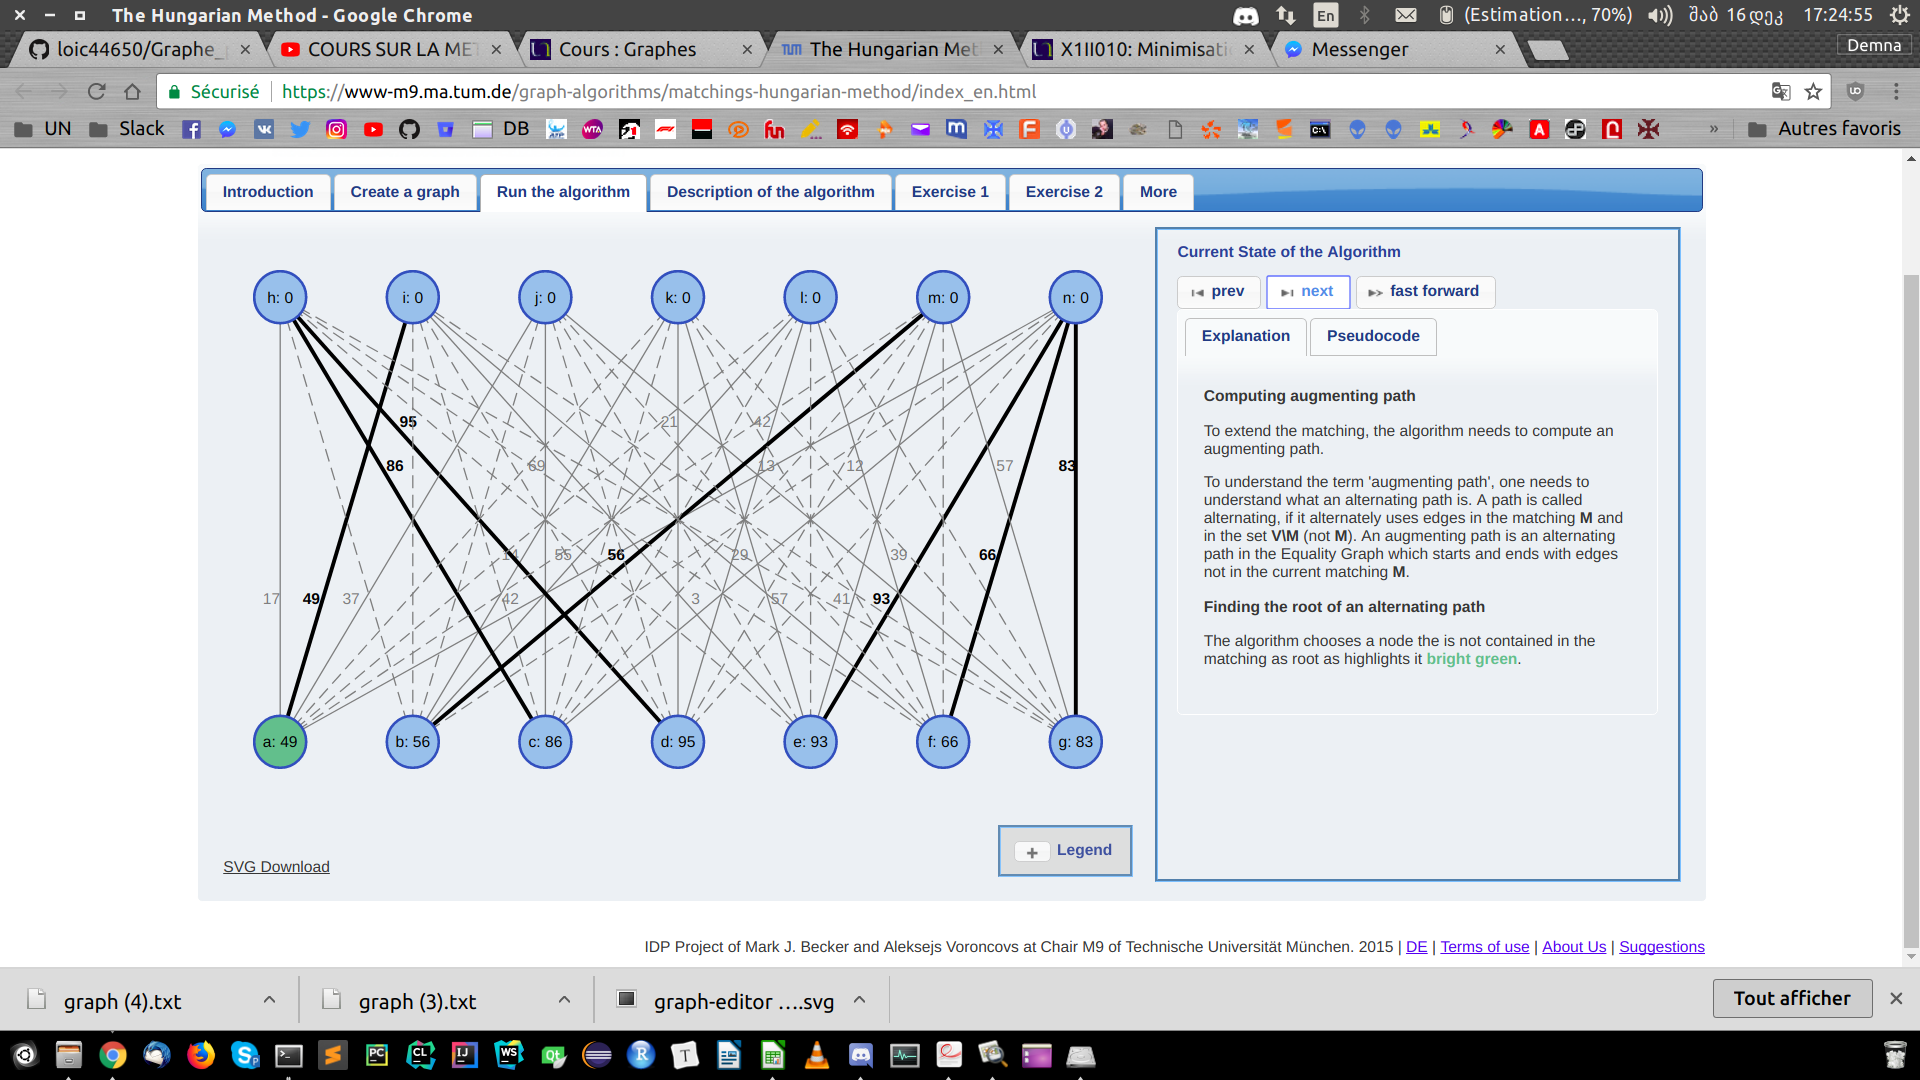 The Hungarian Method - Google Chrome
En
(Estimation..., 70%)
შაბ 16 დეკ
17:24:55
loic44650/Graphe_
COURS SUR LA MET
Cours : Graphes
TUM The Hungarian Met
X1II010: Minimisati
Messenger
Demna
Sécurisé
https://www-m9.ma.tum.de/graph-algorithms/matchings-hungarian-method/index_en.html
UN
Slack
DB
»
Autres favoris
Introduction
Create a graph
Run the algorithm
Description of the algorithm
Exercise 1
Exercise 2
More
h: 0
i: 0
j: 0
k: 0
l: 0
m: 0
n: 0
95
21
42
86
69
13
12
57
83
14
55
56
29
39
66
17
49
37
42
3
57
41
93
a: 49
b: 56
c: 86
d: 95
e: 93
f: 66
g: 83
SVG Download
+ Legend
Current State of the Algorithm
prev
next
fast forward
Explanation
Pseudocode
Computing augmenting path
To extend the matching, the algorithm needs to compute an
augmenting path.
To understand the term 'augmenting path', one needs to
understand what an alternating path is. A path is called
alternating, if it alternately uses edges in the matching M and
in the set V\M (not M). An augmenting path is an alternating
path in the Equality Graph which starts and ends with edges
not in the current matching M.
Finding the root of an alternating path
The algorithm chooses a node the is not contained in the
matching as root as highlights it bright green.
IDP Project of Mark J. Becker and Aleksejs Voroncovs at Chair M9 of Technische Universität München. 2015 | DE | Terms of use | About Us | Suggestions
graph (4).txt
graph (3).txt
graph-editor ....svg
Tout afficher